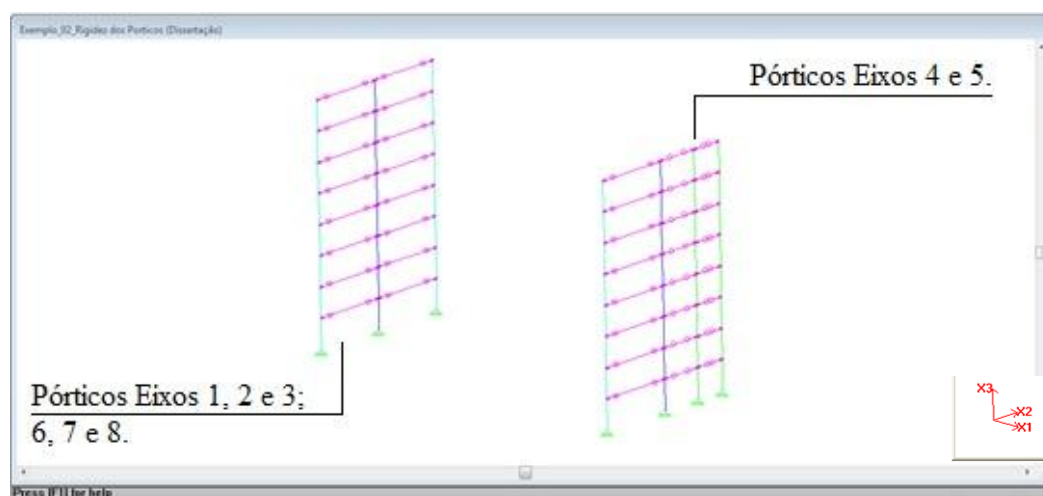 Exemplo_02_Rigidez dos Porticos (Dissertação)
Pórticos Eixos 4 e 5.
Pórticos Eixos 1, 2 e 3;
6, 7 e 8.
X3
X2
X1
Press [F1] for help